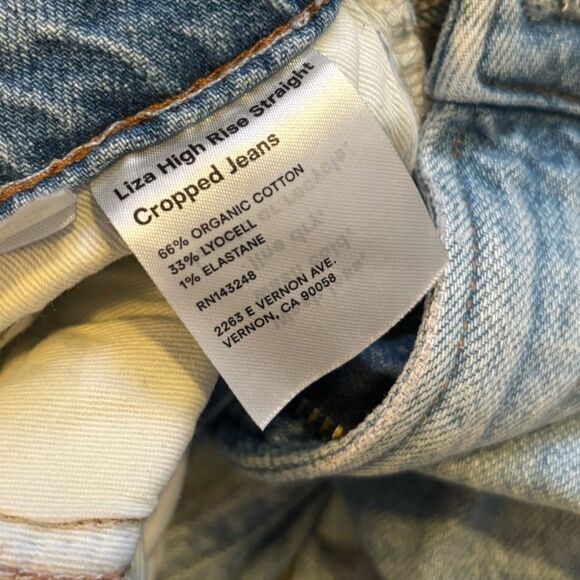 Liza High Rise Straight
Cropped Jeans
66% ORGANIC COTTON
33% LYOCELL
1% ELASTANE
RN143248
2263 E VERNON AVE.
VERNON, CA 90058